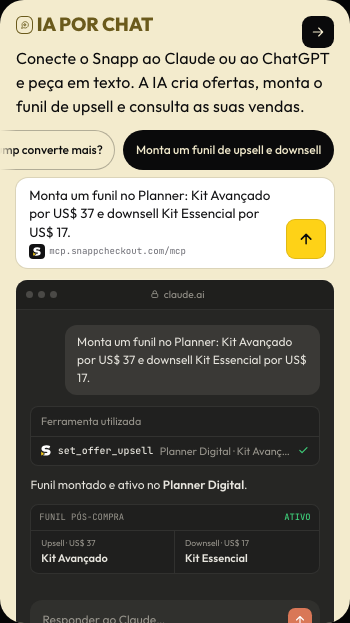 IA POR CHAT
Conecte o Snapp ao Claude ou ao ChatGPT
e peça em texto. A IA cria ofertas, monta o
funil de upsell e consulta as suas vendas.
mp converte mais?
Monta um funil de upsell e downsell
Monta um funil no Planner: Kit Avançado
por US$ 37 e downsell Kit Essencial por
US$ 17.
mcp.snappcheckout.com/mcp
claude.ai
Monta um funil no Planner: Kit Avançado
por US$ 37 e downsell Kit Essencial por US$
17.
Ferramenta utilizada
set_offer_upsell Planner Digital · Kit Avanç...
Funil montado e ativo no Planner Digital.
FUNIL PÓS-COMPRA ATIVO
Upsell · US$ 37
Kit Avançado
Downsell · US$ 17
Kit Essencial
Responder ao Claude...